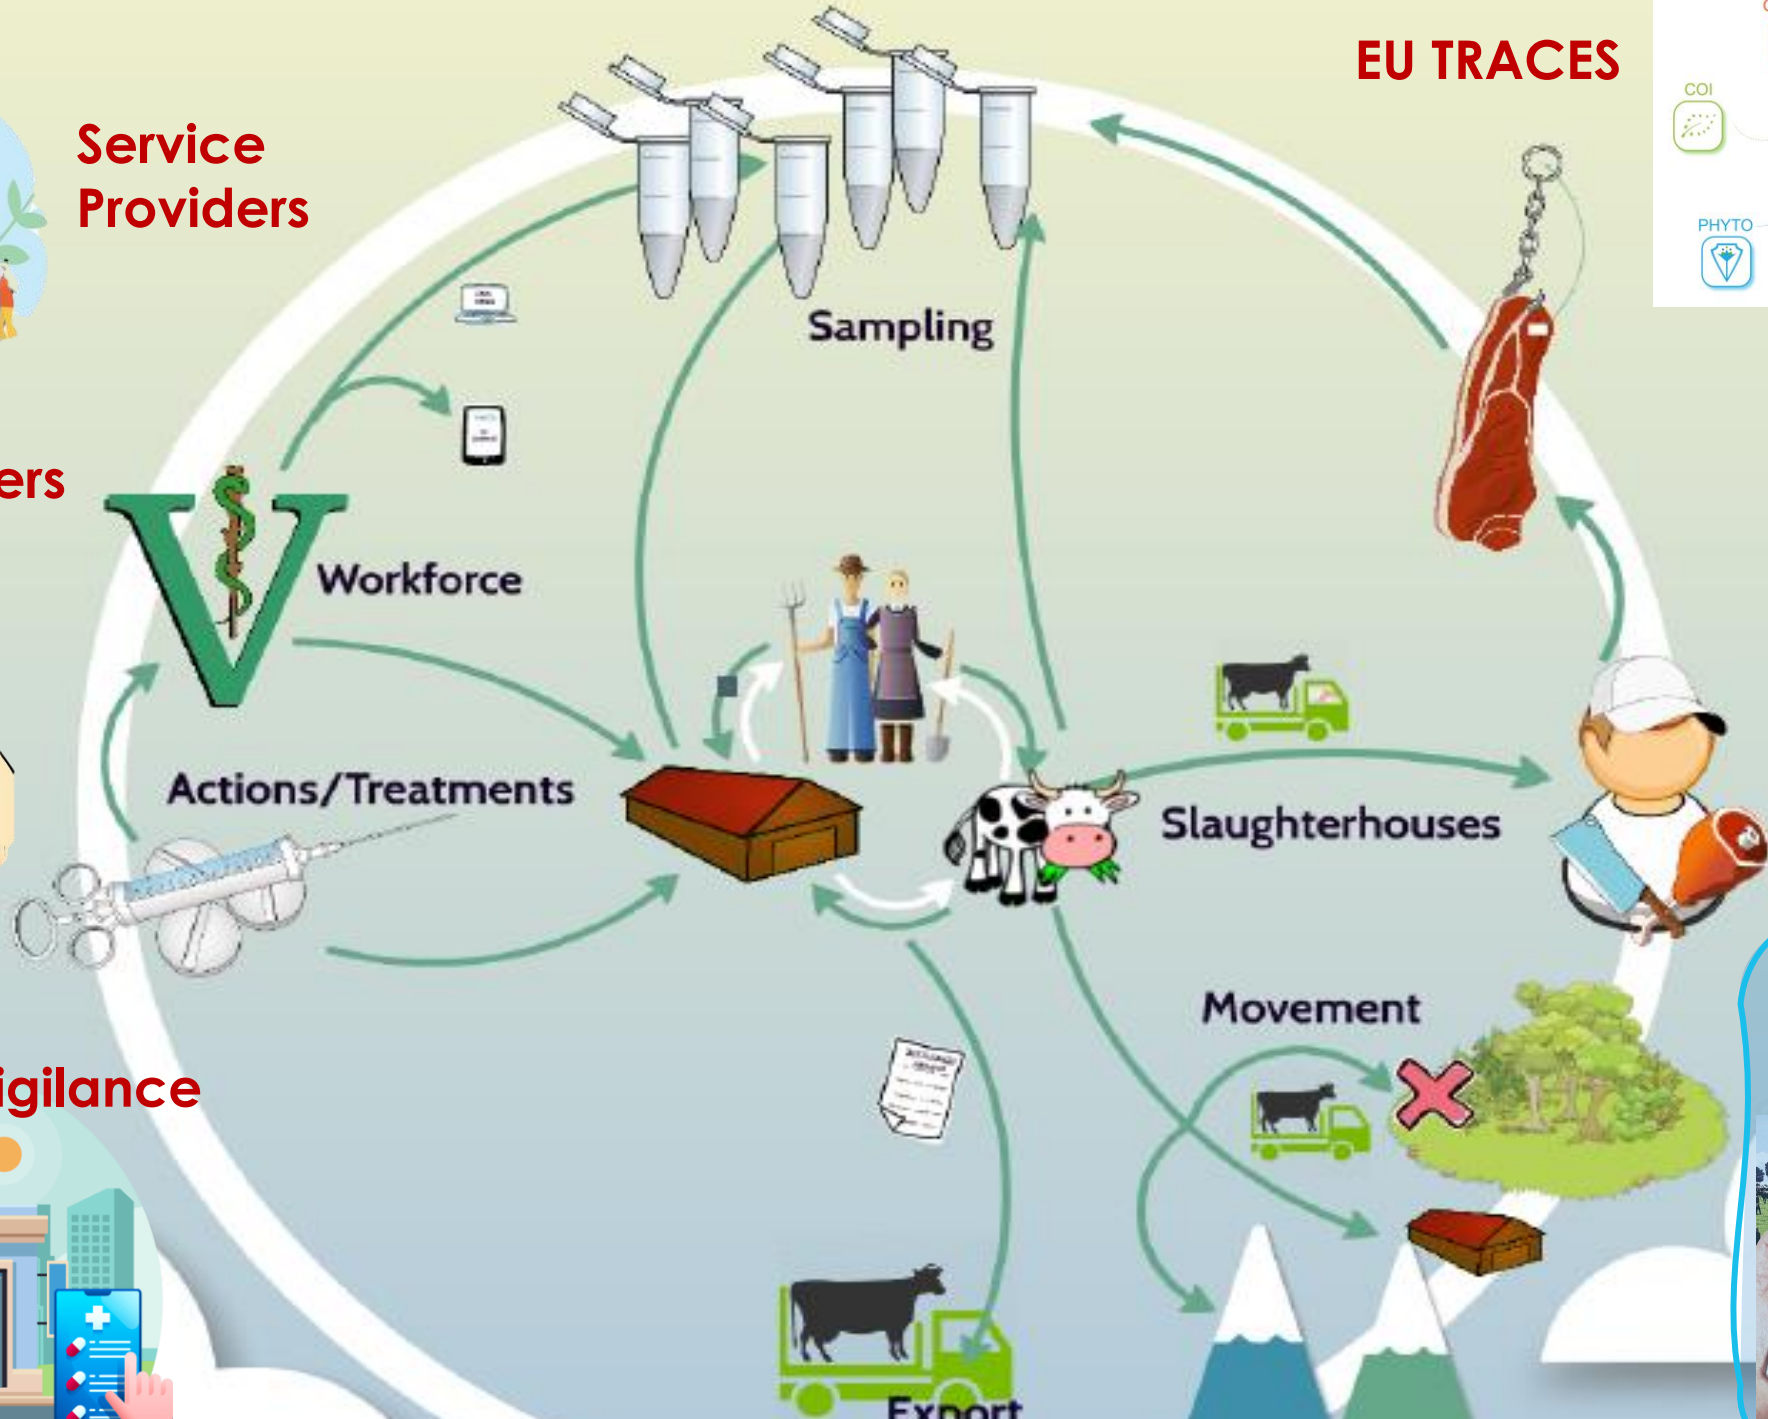 EU TRACES
COI
Service
Providers
PHYTO
Sampling
ers
Workforce
Actions/Treatments
Slaughterhouses
Movement
igilance
Export